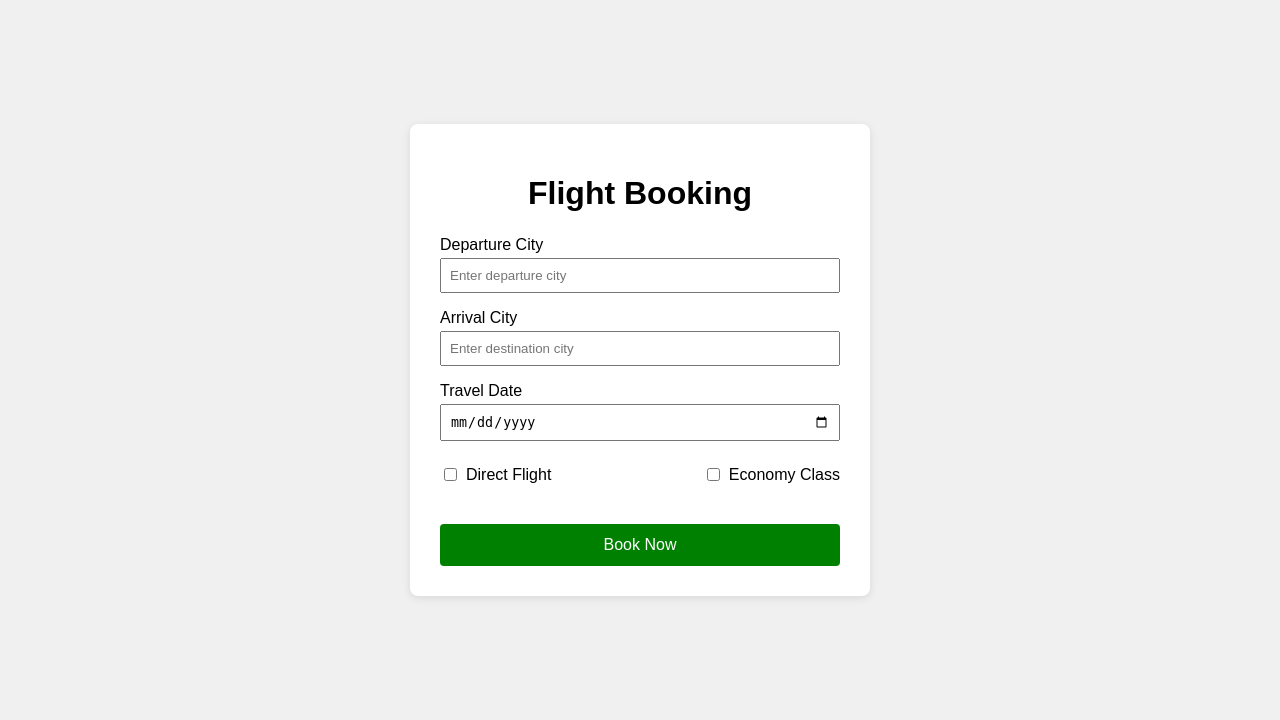 Flight Booking
Departure City
Enter departure city
Arrival City
Enter destination city
Travel Date
mm/dd/yyyy
Direct Flight Economy Class
Book Now